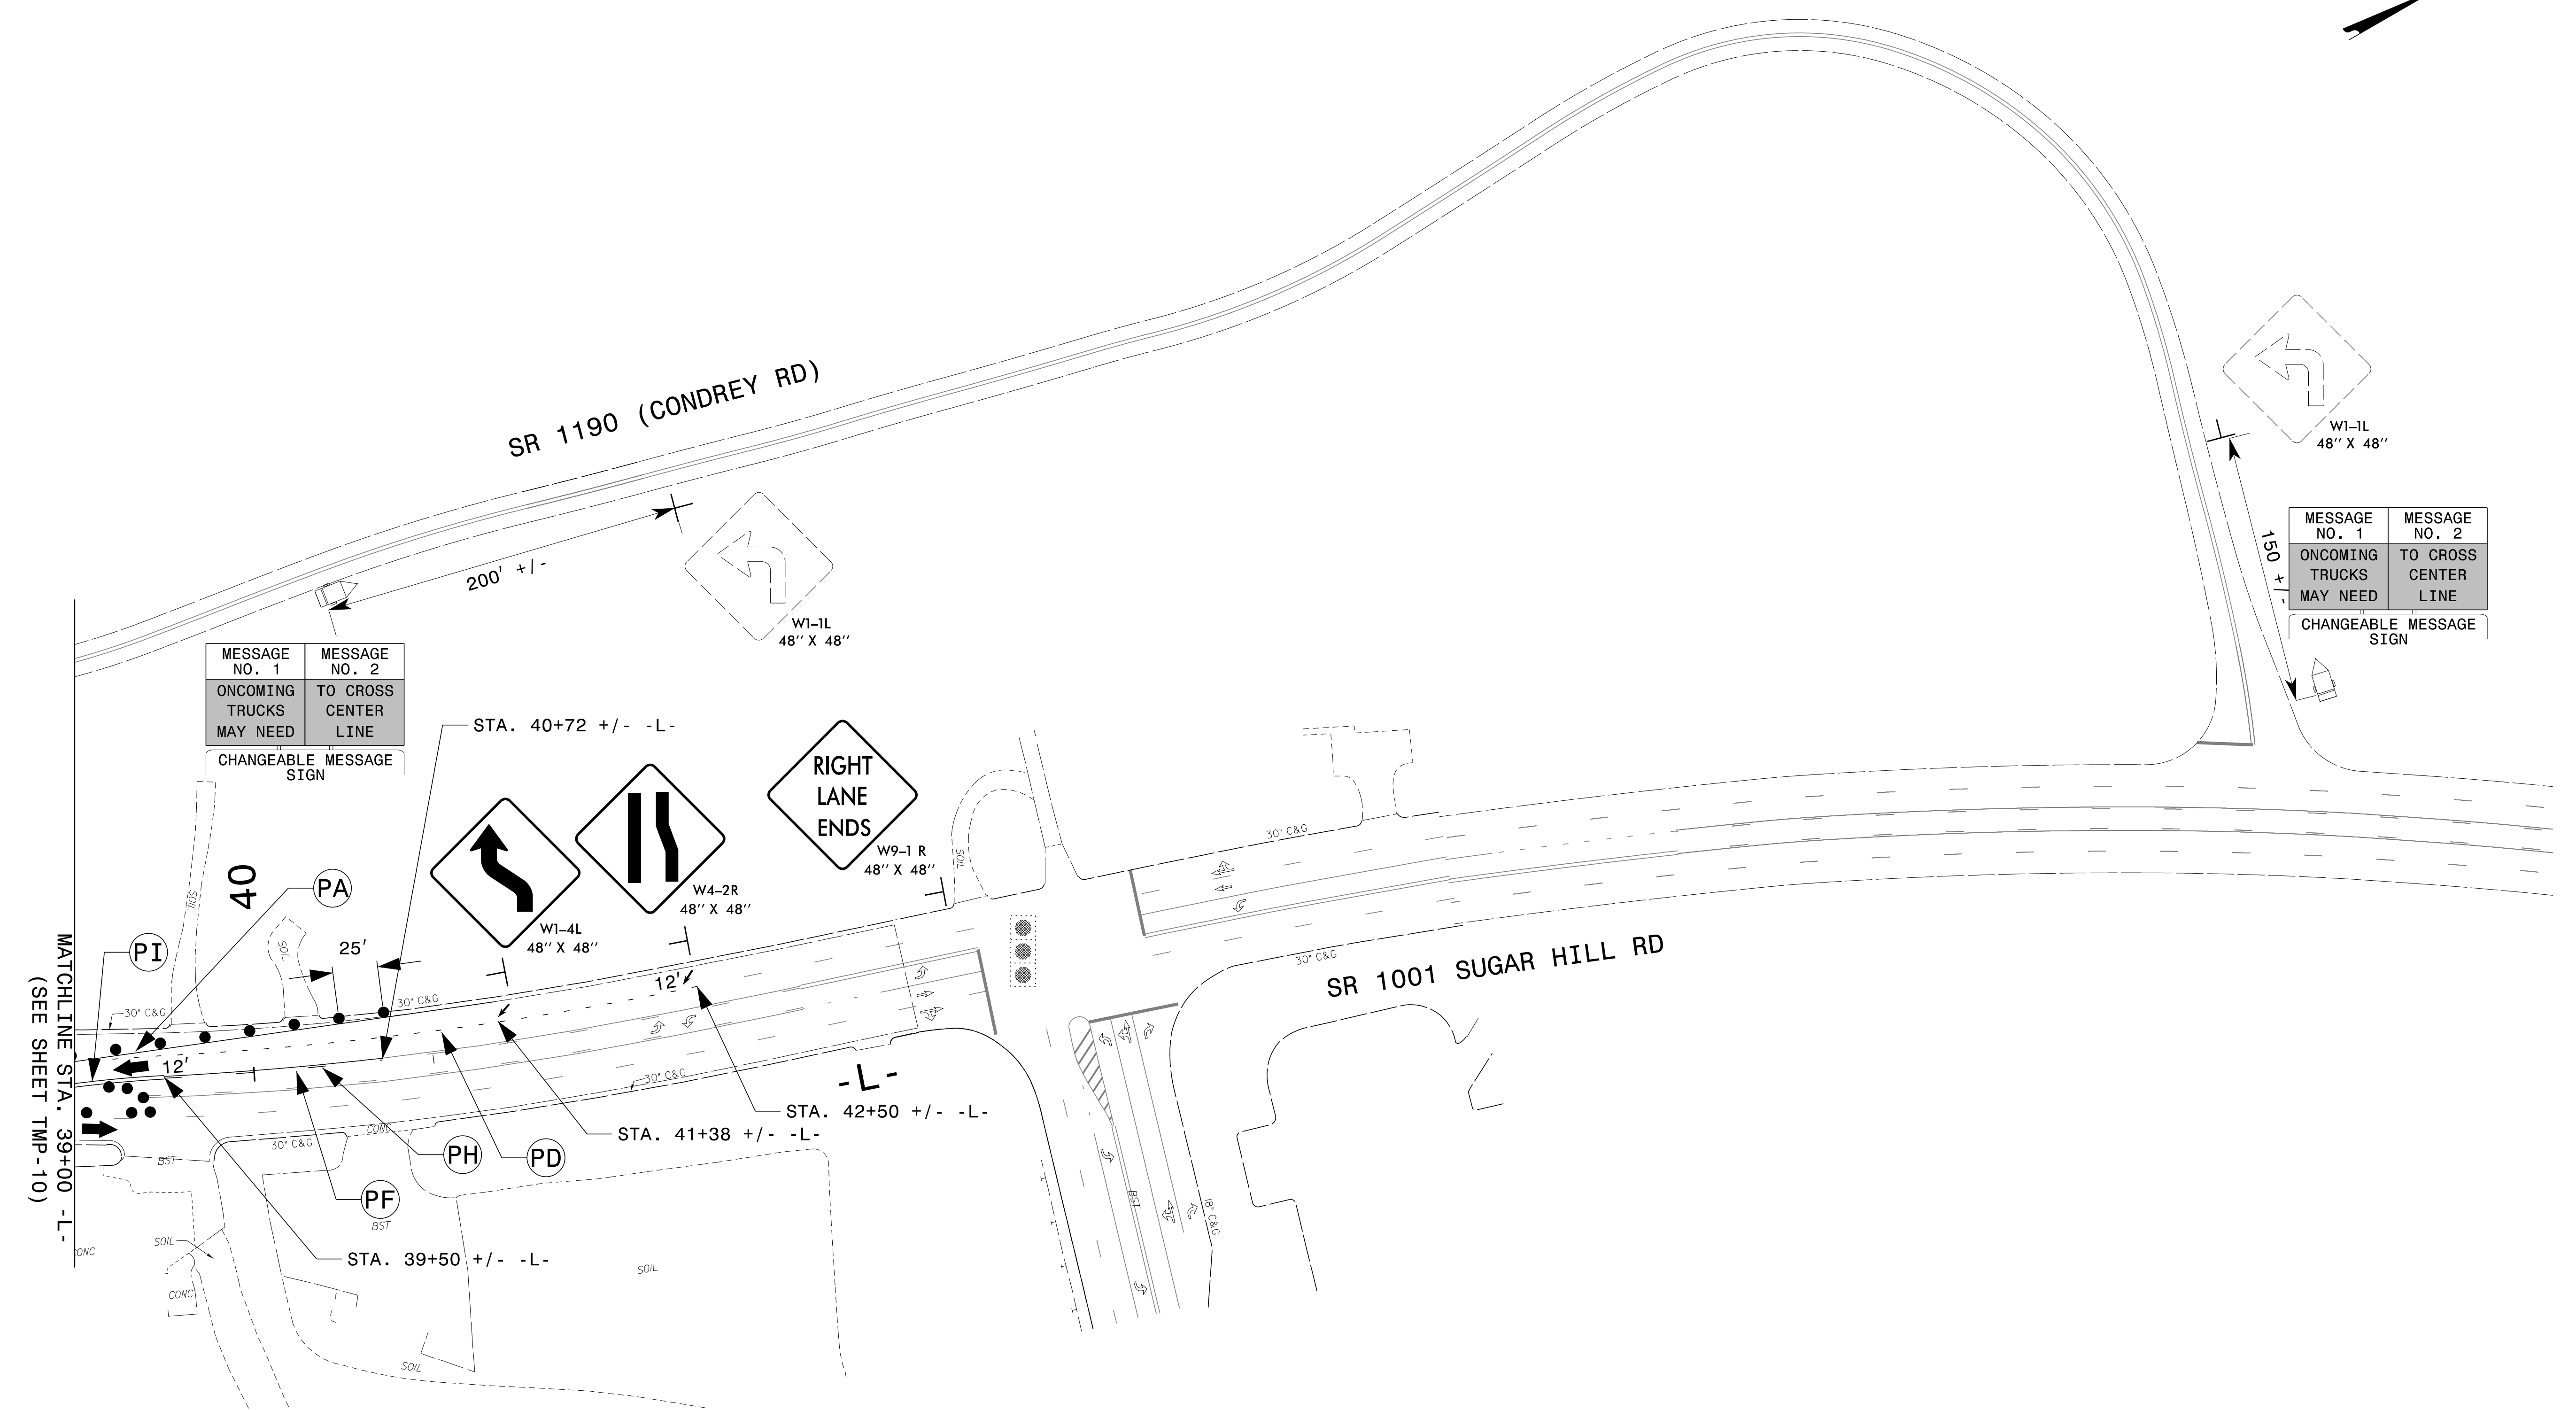 SR 1190 (CONDREY RD)
W1-1L
48" X 48"
MESSAGE NO. 1
MESSAGE NO. 2
ONCOMING
TRUCKS
MAY NEED
TO CROSS
CENTER
LINE
CHANGEABLE MESSAGE
SIGN
150 +/-
200' +/-
W1-1L
48" X 48"
MESSAGE NO. 1
MESSAGE NO. 2
ONCOMING
TRUCKS
MAY NEED
TO CROSS
CENTER
LINE
CHANGEABLE MESSAGE
SIGN
STA. 40+72 +/- -L-
RIGHT
LANE
ENDS
W9-1 R
48" X 48"
W4-2R
48" X 48"
W1-4L
48" X 48"
SOIL
SOIL
SOIL
40
PA
PI
25'
12'
12'
30" C&G
30" C&G
30" C&G
30" C&G
SR 1001 SUGAR HILL RD
MATCHLINE STA. 39+00 -L-
(SEE SHEET TMP-10)
-L-
30" C&G
30" C&G
CONC
BST
STA. 42+50 +/- -L-
STA. 41+38 +/- -L-
PH
PD
PF
BST
BST
18" C&G
STA. 39+50 +/- -L-
SOIL
CONC
CONC
SOIL
SOIL